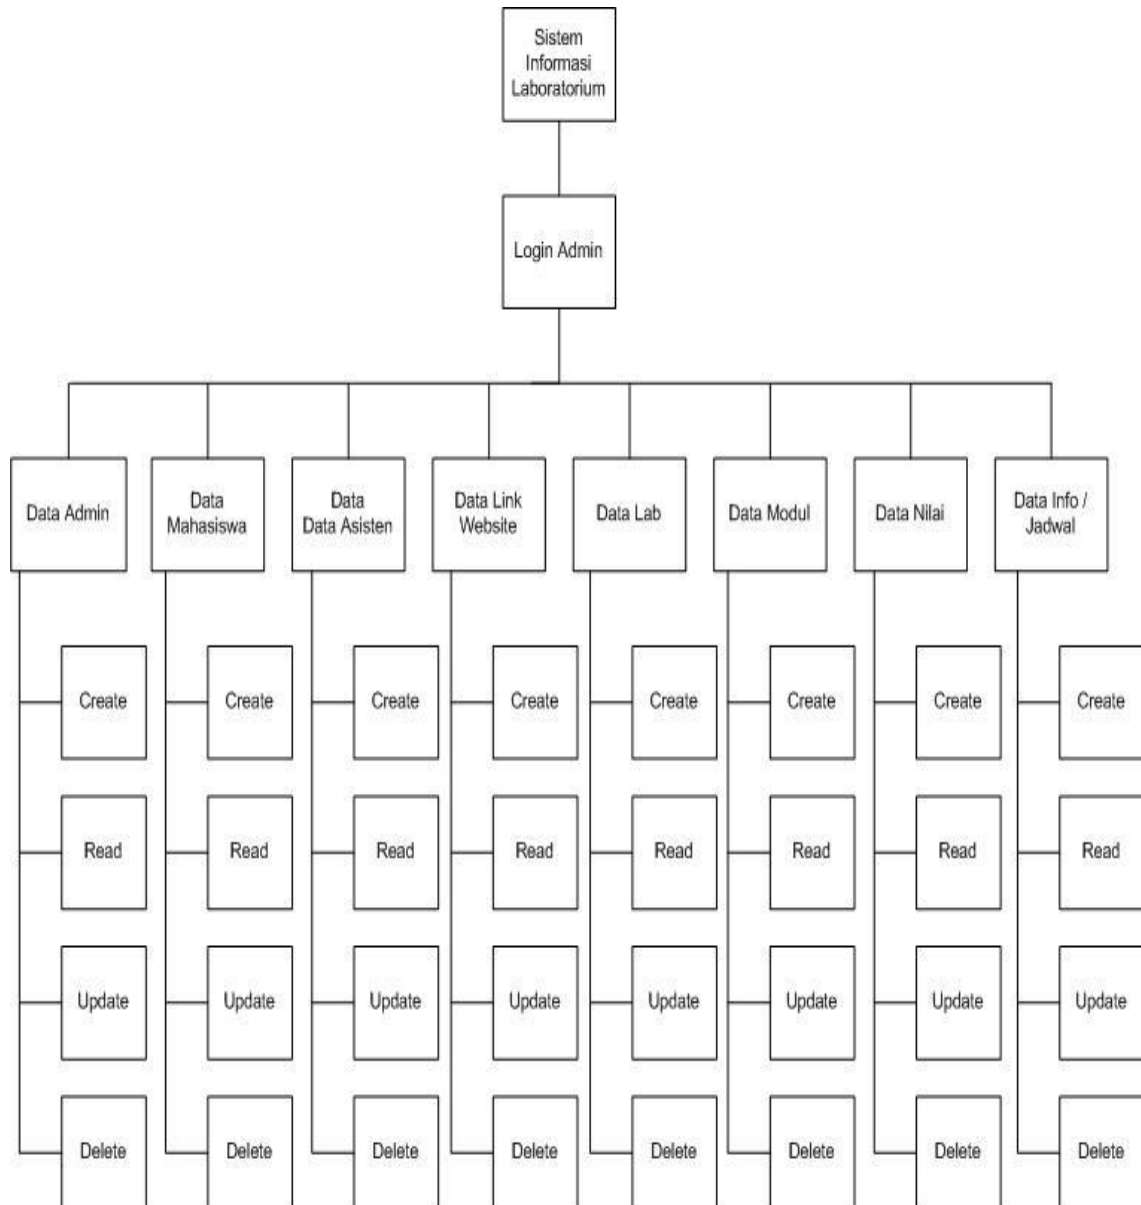 Sistem
Informasi
Laboratorium
Login Admin
Data Admin
Data
Mahasiswa
Data
Data Asisten
Data Link
Website
Data Lab
Data Modul
Data Nilai
Data Info /
Jadwal
Create
Create
Create
Create
Create
Create
Create
Create
Read
Read
Read
Read
Read
Read
Read
Read
Update
Update
Update
Update
Update
Update
Update
Update
Delete
Delete
Delete
Delete
Delete
Delete
Delete
Delete